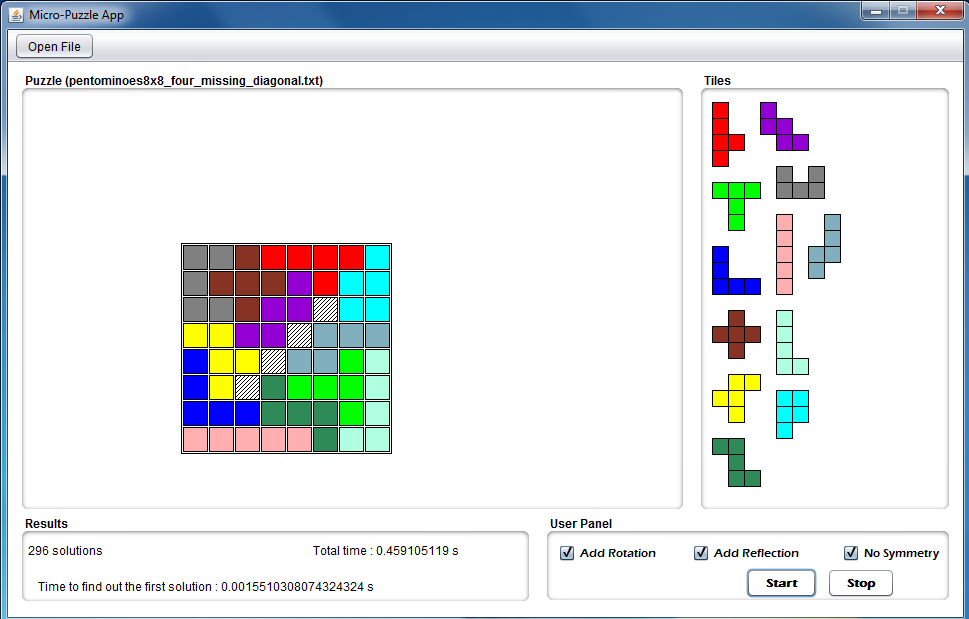 Micro-Puzzle App
Open File
Puzzle (pentominoes8x8_four_missing_diagonal.txt)
Tiles
Results
296 solutions
Total time : 0.459105119 s
Time to find out the first solution : 0.0015510308074324324 s
User Panel
Add Rotation
Add Reflection
No Symmetry
Start
Stop